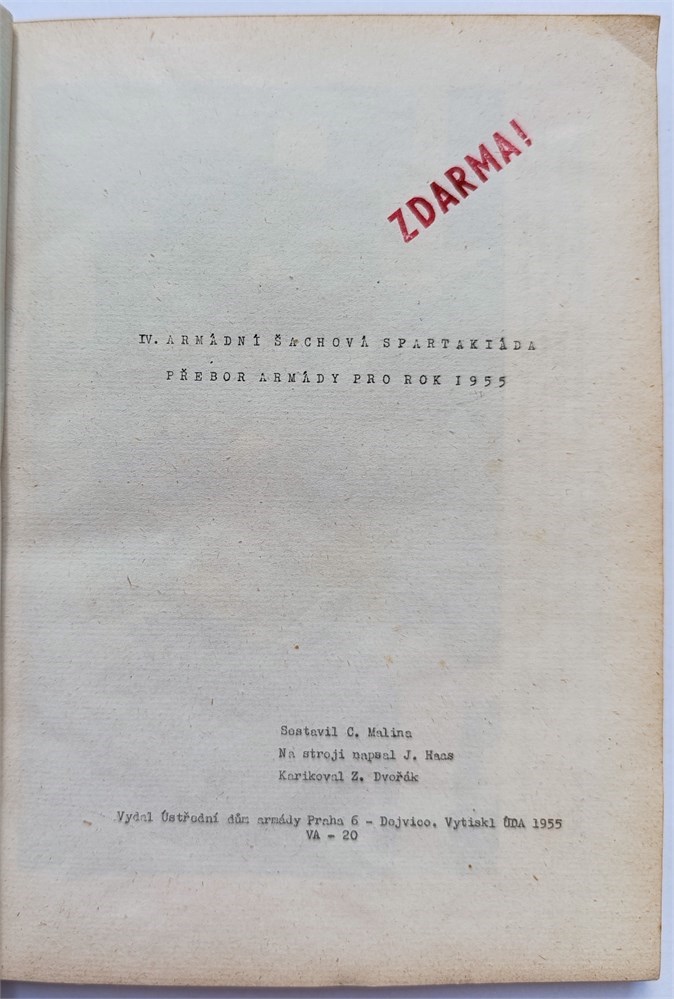 ZDARMA!
IV. ARMÁDNÍ ŠACHOVÁ SPARTAKIÁDA
PŘEBOR ARMÁDY PRO ROK 1955
Sestavil C. Malina
Na stroji napsal J. Haas
Karikoval Z. Dvořák
Vydal Ústřední dům armády Praha 6 - Dejvice. Vytiskl ÚDA 1955
VA - 20